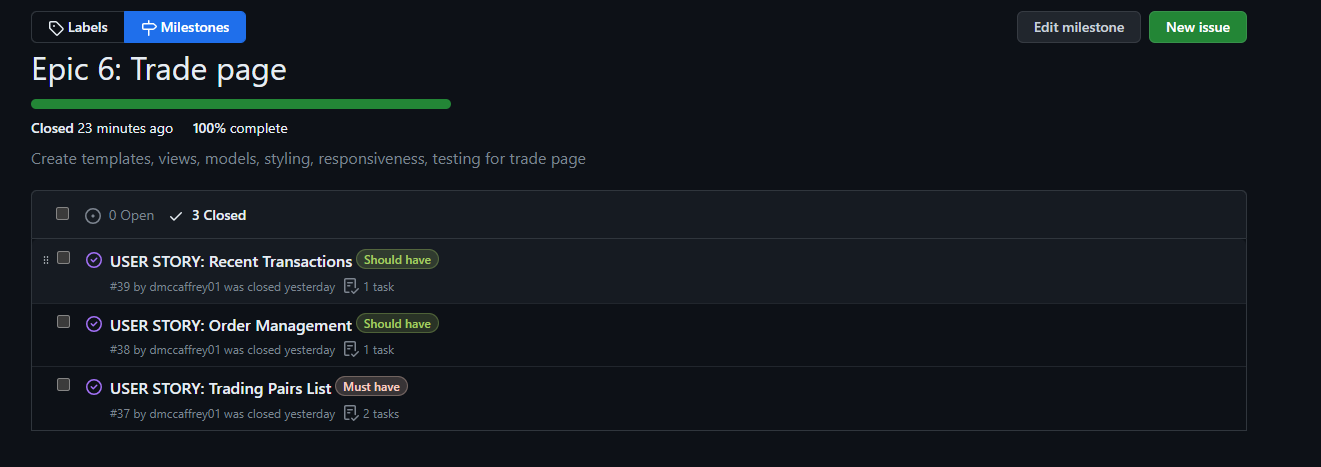 Labels Milestones Edit milestone New issue
Epic 6: Trade page
Closed 23 minutes ago 100% complete
Create templates, views, models, styling, responsiveness, testing for trade page
0 Open 3 Closed
USER STORY: Recent Transactions Should have
#39 by dmccaffrey01 was closed yesterday 1 task
USER STORY: Order Management Should have
#38 by dmccaffrey01 was closed yesterday 1 task
USER STORY: Trading Pairs List Must have
#37 by dmccaffrey01 was closed yesterday 2 tasks